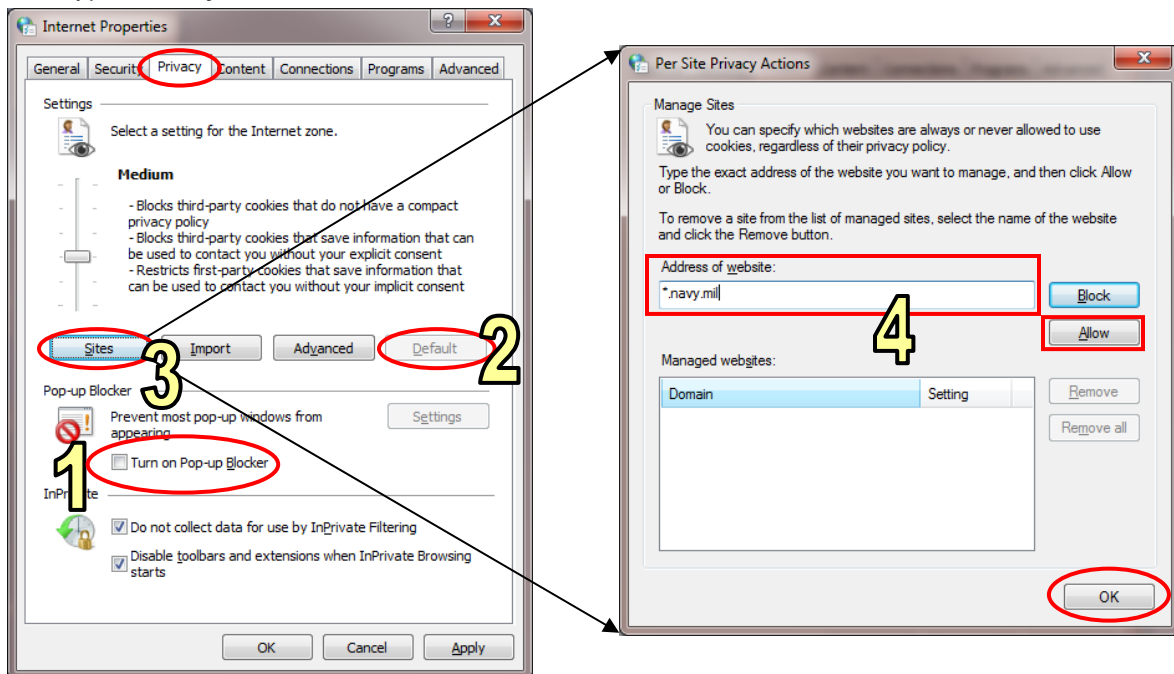 Internet Properties
?
X
General Security Privacy Content Connections Programs Advanced
Settings
Select a setting for the Internet zone.
Medium
- Blocks third-party cookies that do not have a compact
privacy policy
- Blocks third-party cookies that save information that can
be used to contact you without your explicit consent
- Restricts first-party cookies that save information that
can be used to contact you without your implicit consent
Sites Import Advanced Default
3
2
Pop-up Blocker
Prevent most pop-up windows from
appearing
Settings
1
Turn on Pop-up Blocker
InPrivate
Do not collect data for use by InPrivate Filtering
Disable toolbars and extensions when InPrivate Browsing
starts
OK Cancel Apply
Per Site Privacy Actions
X
Manage Sites
You can specify which websites are always or never allowed to use
cookies, regardless of their privacy policy.
Type the exact address of the website you want to manage, and then click Allow
or Block.
To remove a site from the list of managed sites, select the name of the website
and click the Remove button.
Address of website:
*.navy.mil
Block
4
Allow
Managed websites:
Domain Setting
Remove
Remove all
OK